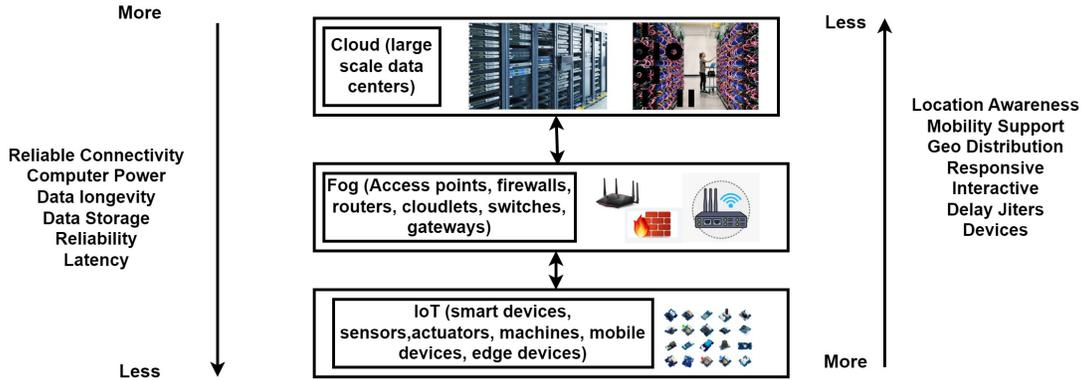 More
Reliable Connectivity
Computer Power
Data longevity
Data Storage
Reliability
Latency
Less
Cloud (large
scale data
centers)
Fog (Access points, firewalls,
routers, cloudlets, switches,
gateways)
IoT (smart devices,
sensors,actuators, machines, mobile
devices, edge devices)
Less
Location Awareness
Mobility Support
Geo Distribution
Responsive
Interactive
Delay Jiters
Devices
More